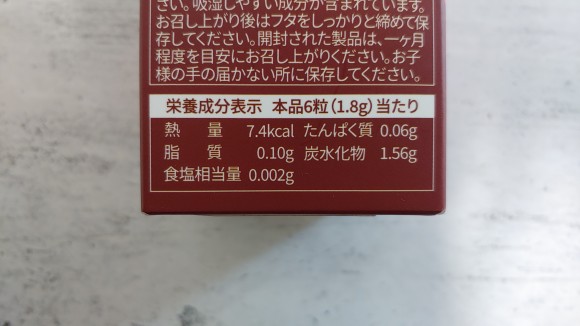 さい。吸湿しやすい成分が含まれています。
お召し上がり後はフタをしっかりと締めて保
存してください。開封された製品は、一ヶ月
程度を目安にお召し上がりください。お子
様の手の届かない所に保存してください。
栄養成分表示 本品6粒(1.8g)当たり
熱 量 7.4kcal たんぱく質 0.06g
脂 質 0.10g 炭水化物 1.56g
食塩相当量 0.002g